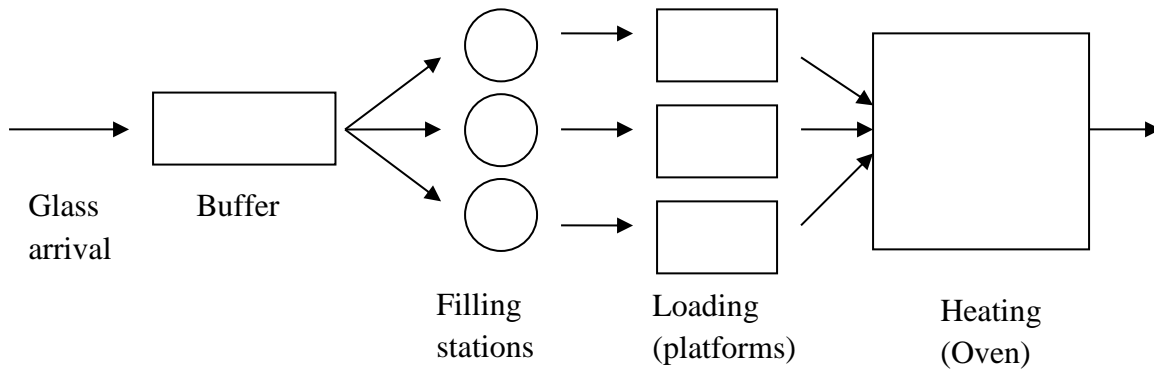 Glass
arrival
Buffer
Filling
stations
Loading
(platforms)
Heating
(Oven)